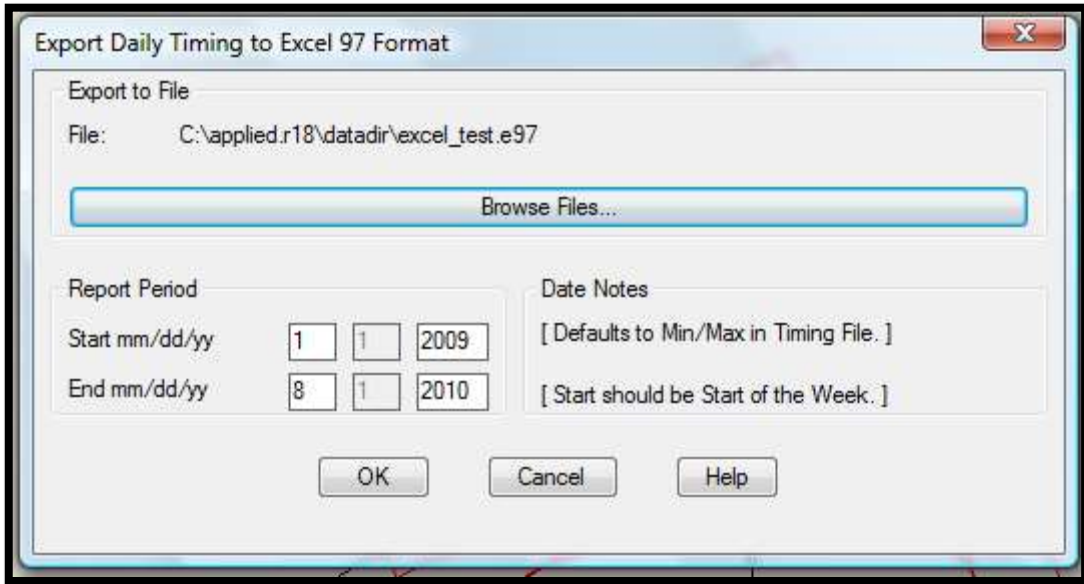 Export Daily Timing to Excel 97 Format
Export to File
File: C:\applied.r18\datadir\excel_test.e97
Browse Files...
Report Period
Start mm/dd/yy 1 1 2009
End mm/dd/yy 8 1 2010
Date Notes
[ Defaults to Min/Max in Timing File. ]
[ Start should be Start of the Week. ]
OK Cancel Help